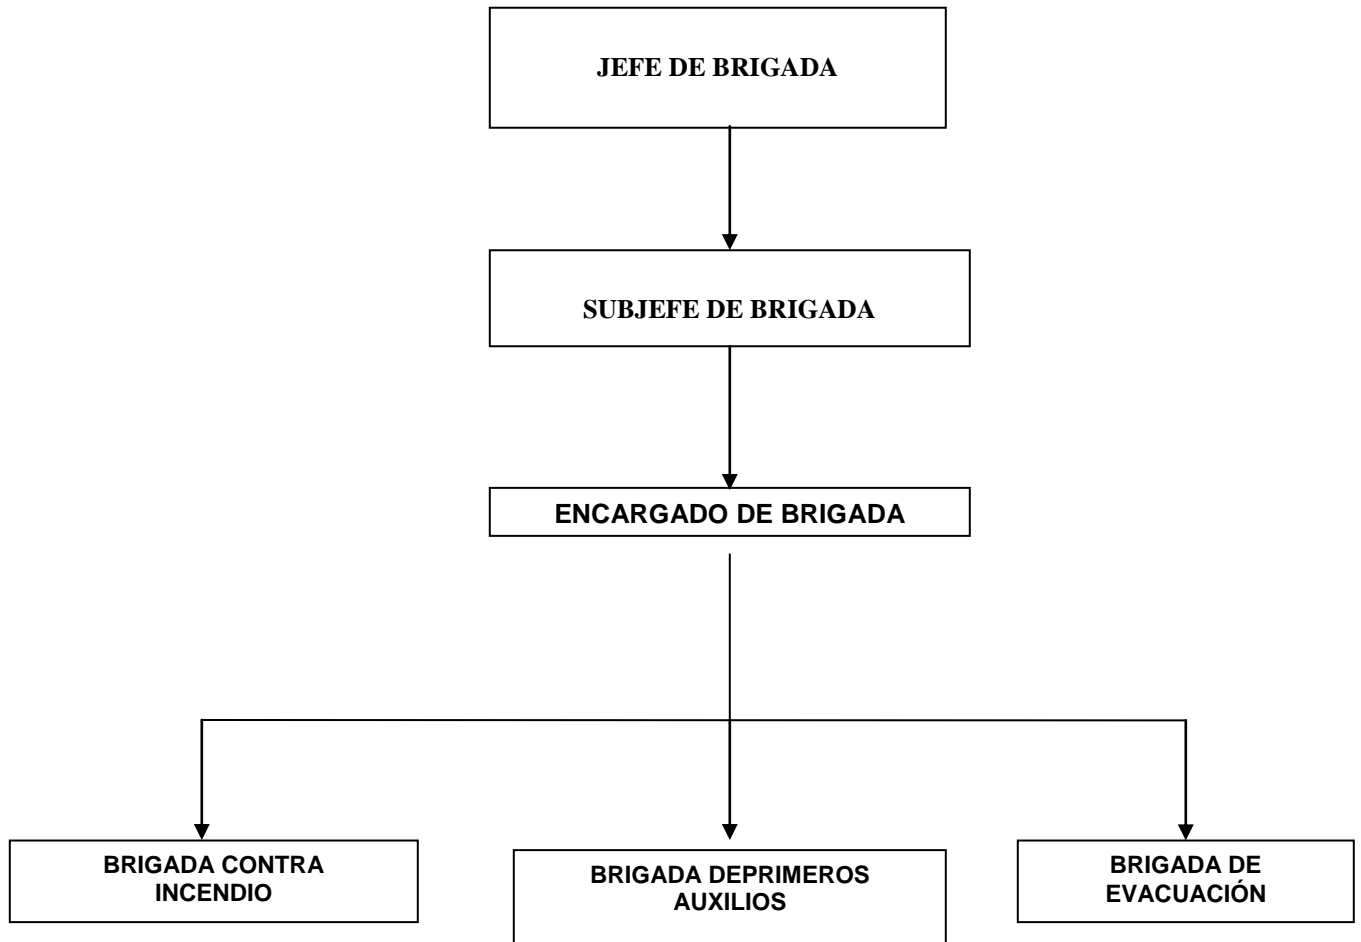 JEFE DE BRIGADA
SUBJEFE DE BRIGADA
ENCARGADO DE BRIGADA
BRIGADA CONTRA
INCENDIO
BRIGADA DEPRIMEROS
AUXILIOS
BRIGADA DE
EVACUACIÓN